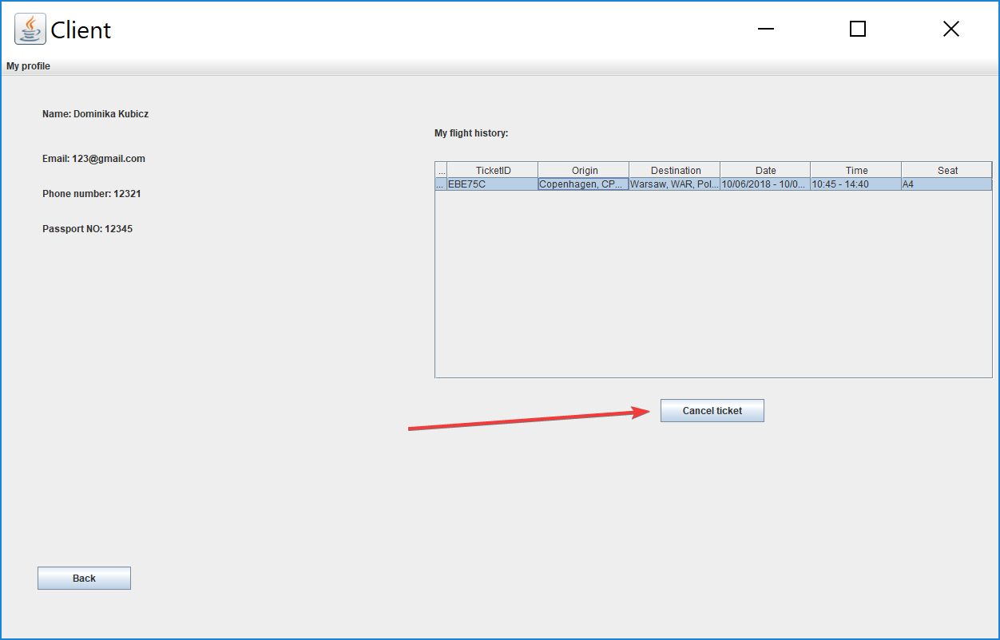 Client
My profile
Name: Dominika Kubicz
My flight history:
Email: 123@gmail.com
Phone number: 12321
Passport NO: 12345
... TicketID Origin Destination Date Time Seat
... EBE75C Copenhagen, CP... Warsaw, WAR, Pol... 10/06/2018 - 10/0... 10:45 - 14:40 A4
Cancel ticket
Back